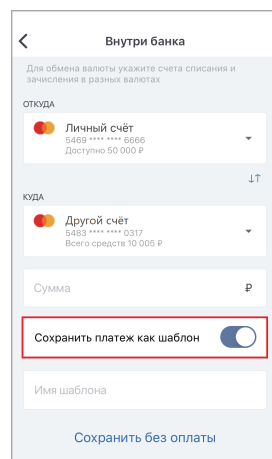 Внутри банка
Для обмена валюты укажите счета списания и
зачисления в разных валютах
ОТКУДА
Личный счёт
5469 **** **** 6666
Доступно 50 000 ₽
КУДА
Другой счёт
5483 **** **** 0317
Всего средств 10 005 ₽
Сумма ₽
Сохранить платеж как шаблон
Имя шаблона
Сохранить без оплаты